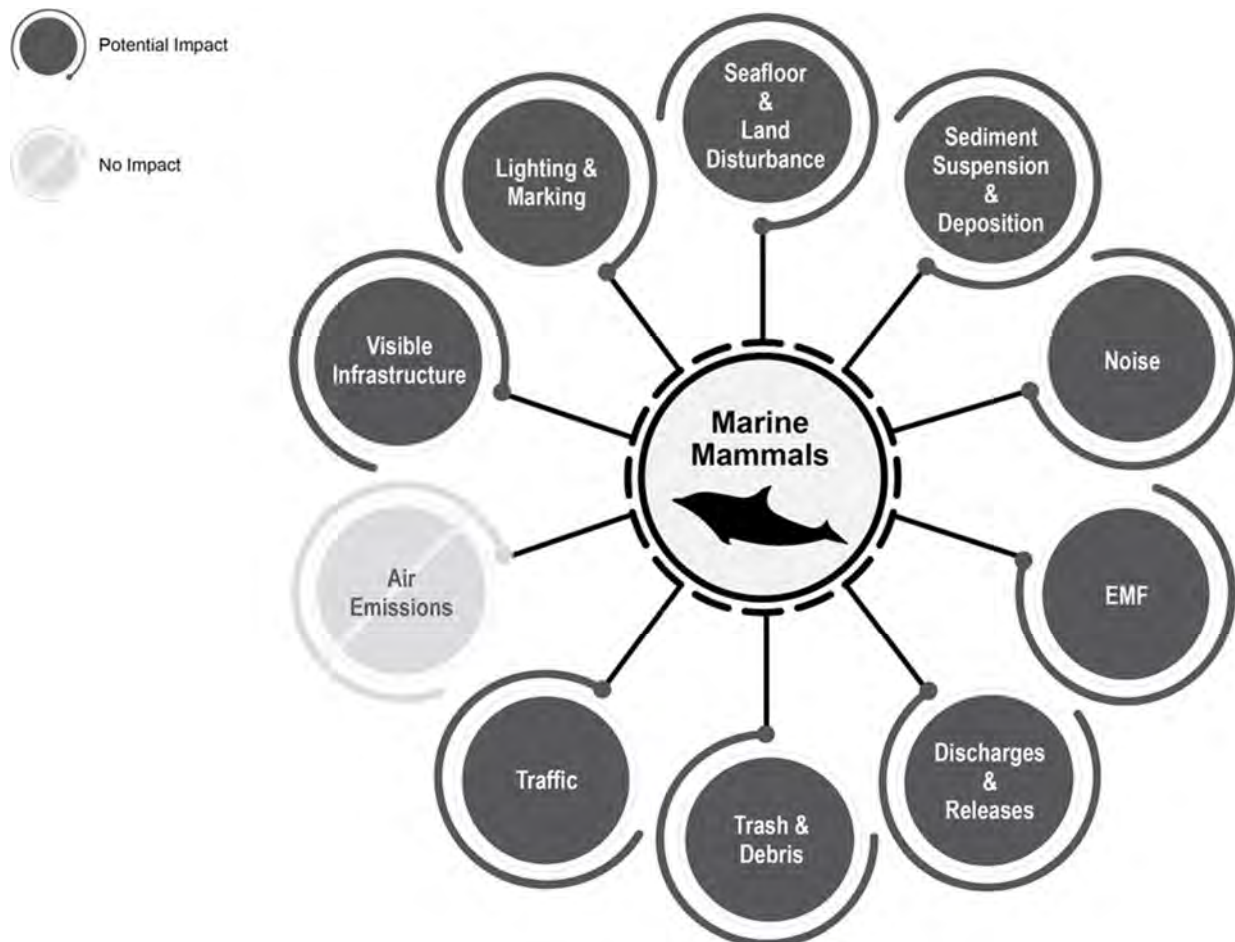 Potential Impact
No Impact
Seafloor
&
Land
Disturbance
Sediment
Suspension
&
Deposition
Noise
EMF
Discharges
&
Releases
Trash &
Debris
Traffic
Air
Emissions
Visible
Infrastructure
Lighting &
Marking
Marine
Mammals